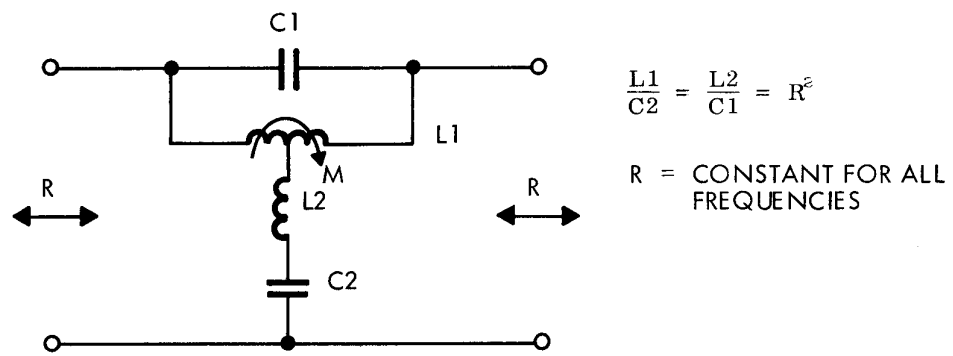 C1
L1
M
L2
R
R
C2
L1/C2 = L2/C1 = R²
R = CONSTANT FOR ALL
FREQUENCIES